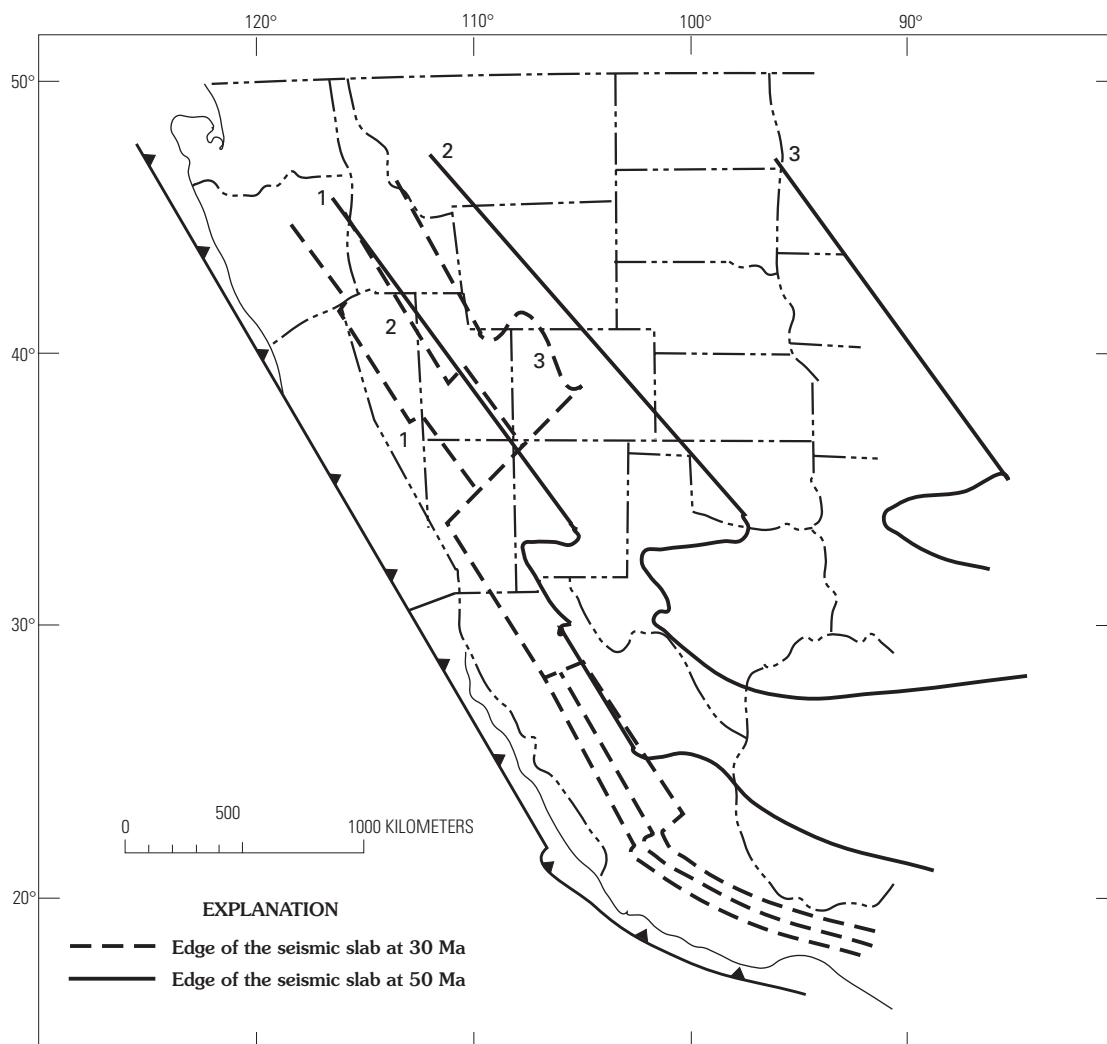 120° 110° 100° 90°
50°
2
3
1
40°
2
3
1
30°
500
0 1000 KILOMETERS
20°
EXPLANATION
Edge of the seismic slab at 30 Ma
Edge of the seismic slab at 50 Ma